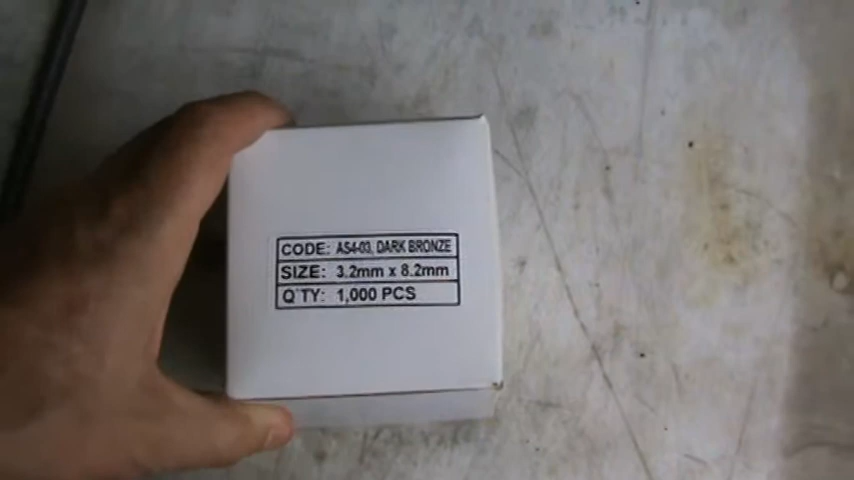 CODE: AS4-03, DARK BRONZE
SIZE: 3.2mm x 8.2mm
Q'TY: 1,000 PCS